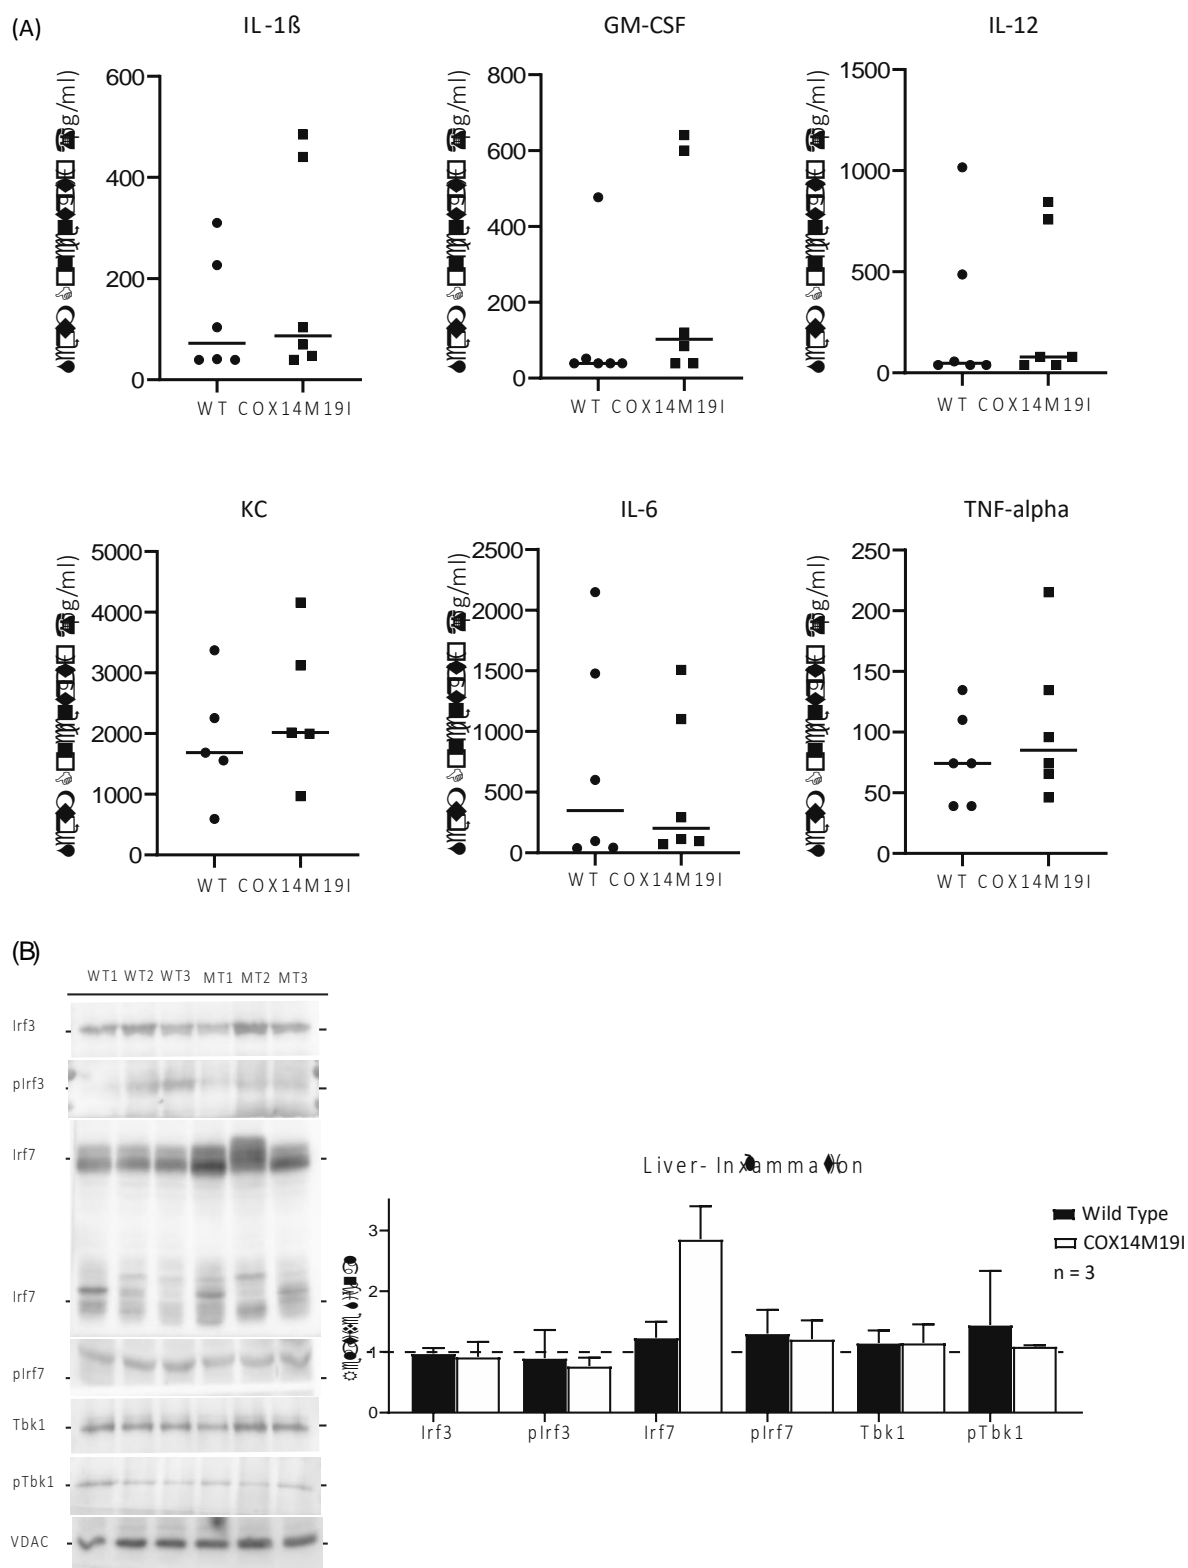 (A)
IL-1ß
GM-CSF
IL-12
600
400
200
0
WT COX14M19I
800
600
400
200
0
WT COX14M19I
1500
1000
500
0
WT COX14M19I
KC
IL-6
TNF-alpha
5000
4000
3000
2000
1000
0
WT COX14M19I
2500
2000
1500
1000
500
0
WT COX14M19I
250
200
150
100
50
0
WT COX14M19I
(B)
WT1 WT2 WT3 MT1 MT2 MT3
Irf3
pIrf3
Irf7
Irf7
pIrf7
Tbk1
pTbk1
VDAC
Liver-
3
2
1
0
Irf3 pIrf3 Irf7 pIrf7 Tbk1 pTbk1
Wild Type
COX14M19I
n = 3